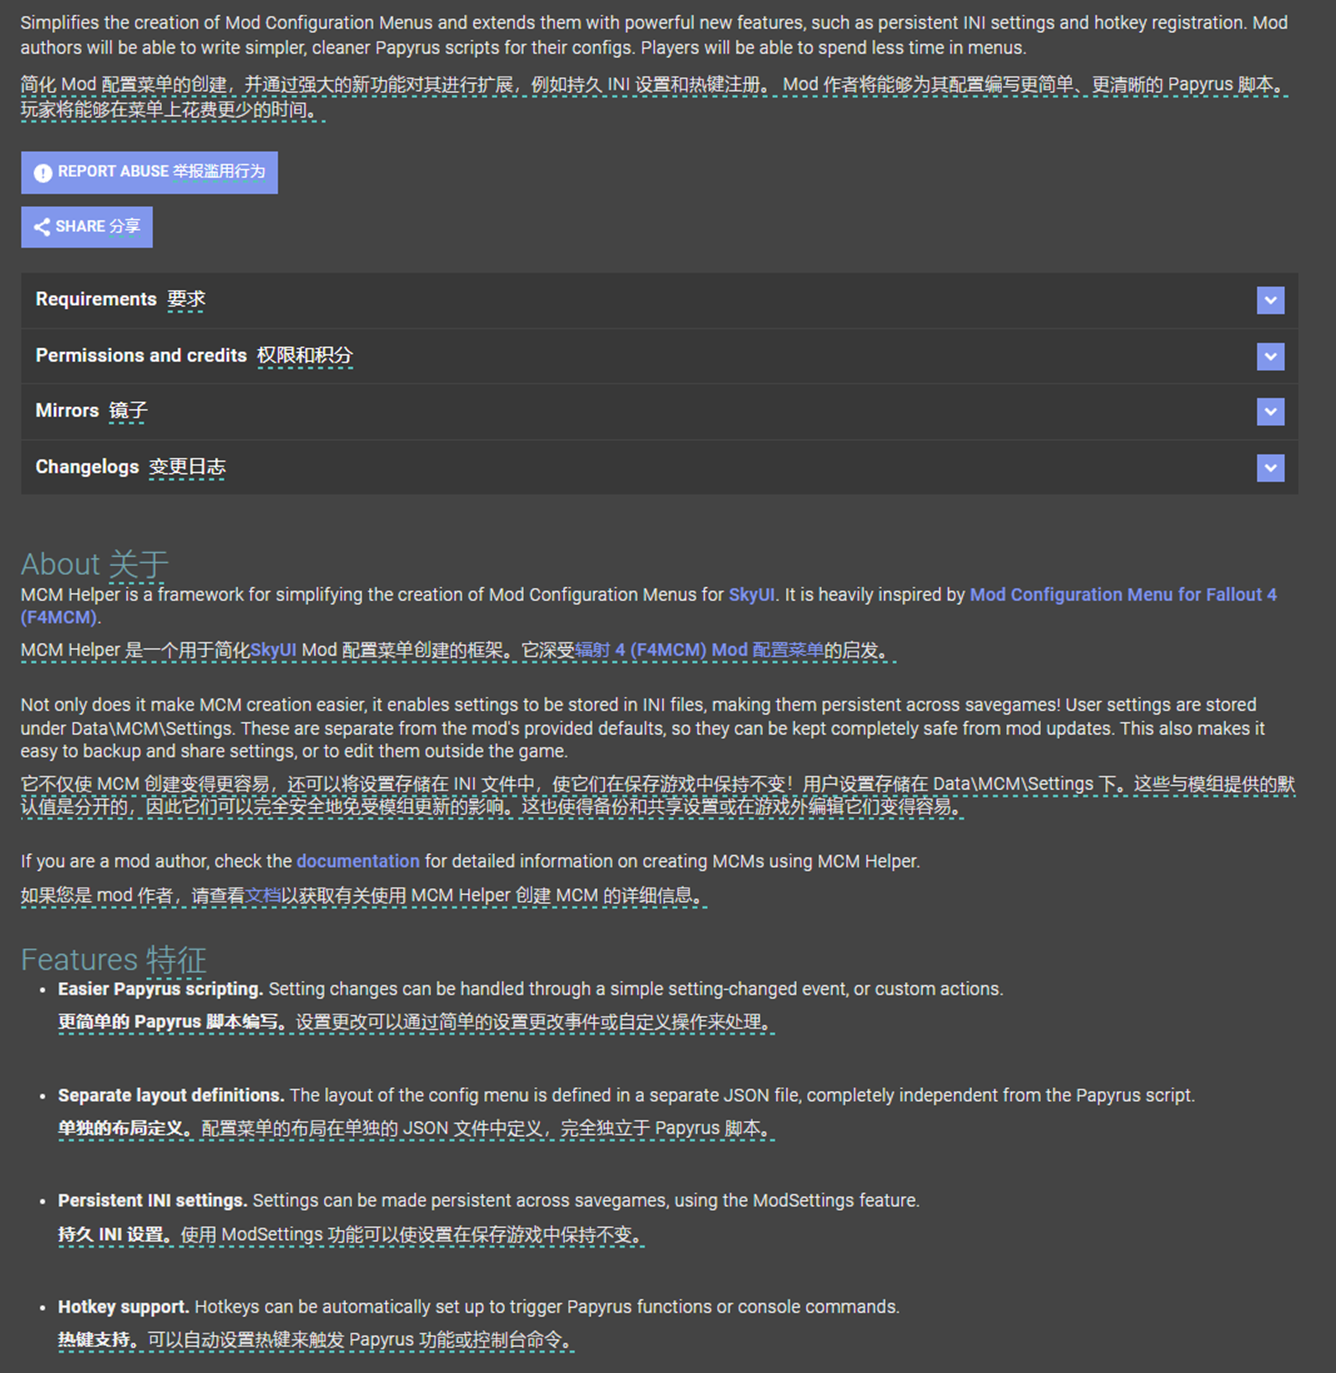 Simplifies the creation of Mod Configuration Menus and extends them with powerful new features, such as persistent INI settings and hotkey registration. Mod
authors will be able to write simpler, cleaner Papyrus scripts for their configs. Players will be able to spend less time in menus.
简化 Mod 配置菜单的创建，并通过强大的新功能对其进行扩展，例如持久 INI 设置和热键注册。 Mod 作者将能够为其配置编写更简单、更清晰的 Papyrus 脚本。
玩家将能够在菜单上花费更少的时间。
REPORT ABUSE 举报滥用行为
SHARE 分享
Requirements 要求
Permissions and credits 权限和积分
Mirrors 镜子
Changelogs 变更日志
About 关于
MCM Helper is a framework for simplifying the creation of Mod Configuration Menus for SkyUI. It is heavily inspired by Mod Configuration Menu for Fallout 4
(F4MCM).
MCM Helper 是一个用于简化SkyUI Mod 配置菜单创建的框架。它深受辐射 4 (F4MCM) Mod 配置菜单的启发。
Not only does it make MCM creation easier, it enables settings to be stored in INI files, making them persistent across savegames! User settings are stored
under Data\MCM\Settings. These are separate from the mod's provided defaults, so they can be kept completely safe from mod updates. This also makes it
easy to backup and share settings, or to edit them outside the game.
它不仅使 MCM 创建变得更容易，还可以将设置存储在 INI 文件中，使它们在保存游戏中保持不变！用户设置存储在 Data\MCM\Settings 下。这些与模组提供的默
认值是分开的，因此它们可以完全安全地免受模组更新的影响。这也使得备份和共享设置或在游戏外编辑它们变得容易。
If you are a mod author, check the documentation for detailed information on creating MCMs using MCM Helper.
如果您是 mod 作者，请查看文档以获取有关使用 MCM Helper 创建 MCM 的详细信息。
Features 特征
• Easier Papyrus scripting. Setting changes can be handled through a simple setting-changed event, or custom actions.
更简单的 Papyrus 脚本编写。设置更改可以通过简单的设置更改事件或自定义操作来处理。
• Separate layout definitions. The layout of the config menu is defined in a separate JSON file, completely independent from the Papyrus script.
单独的布局定义。配置菜单的布局在单独的 JSON 文件中定义，完全独立于 Papyrus 脚本。
• Persistent INI settings. Settings can be made persistent across savegames, using the ModSettings feature.
持久 INI 设置。使用 ModSettings 功能可以使设置在保存游戏中保持不变。
• Hotkey support. Hotkeys can be automatically set up to trigger Papyrus functions or console commands.
热键支持。可以自动设置热键来触发 Papyrus 功能或控制台命令。